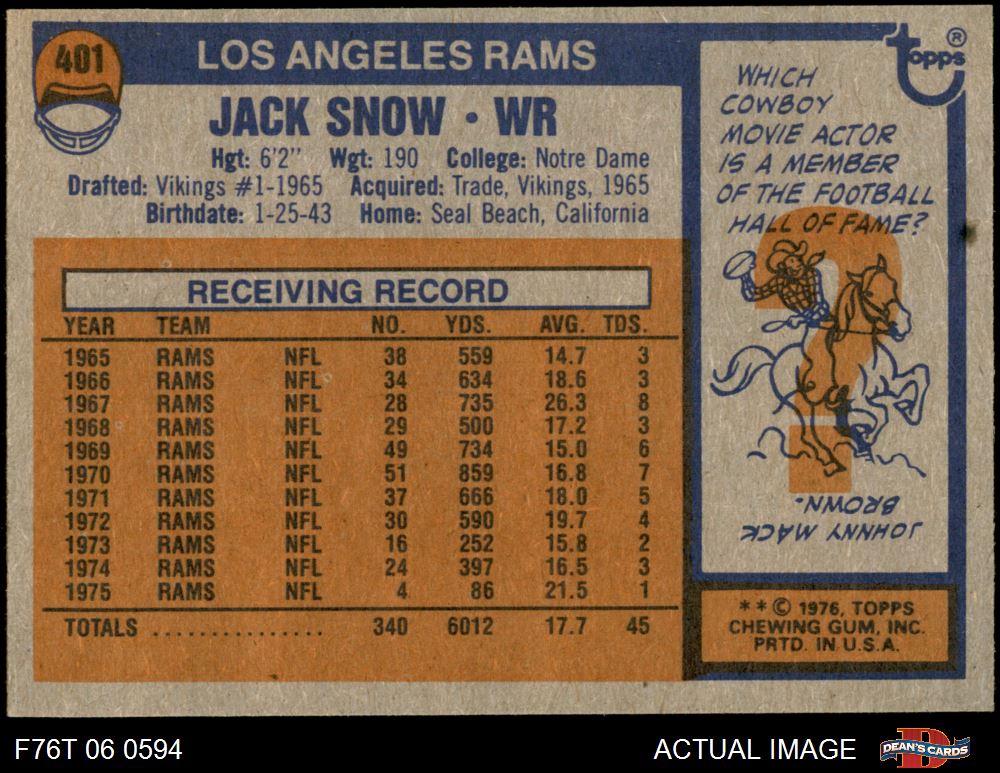 401
LOS ANGELES RAMS
JACK SNOW • WR
Hgt: 6'2" Wgt: 190 College: Notre Dame
Drafted: Vikings #1-1965 Acquired: Trade, Vikings, 1965
Birthdate: 1-25-43 Home: Seal Beach, California
RECEIVING RECORD
YEAR TEAM NO. YDS. AVG. TDS.
1965 RAMS NFL 38 559 14.7 3
1966 RAMS NFL 34 634 18.6 3
1967 RAMS NFL 28 735 26.3 8
1968 RAMS NFL 29 500 17.2 3
1969 RAMS NFL 49 734 15.0 6
1970 RAMS NFL 51 859 16.8 7
1971 RAMS NFL 37 666 18.0 5
1972 RAMS NFL 30 590 19.7 4
1973 RAMS NFL 16 252 15.8 2
1974 RAMS NFL 24 397 16.5 3
1975 RAMS NFL 4 86 21.5 1
TOTALS ................ 340 6012 17.7 45
topps ®
WHICH
COWBOY
MOVIE ACTOR
IS A MEMBER
OF THE FOOTBALL
HALL OF FAME?
?
JOHNNY MACK
BROWN.
* * © 1976, TOPPS
CHEWING GUM, INC.
PRTD. IN U.S.A.
F76T 06 0594
ACTUAL IMAGE
D
DEAN'S CARDS